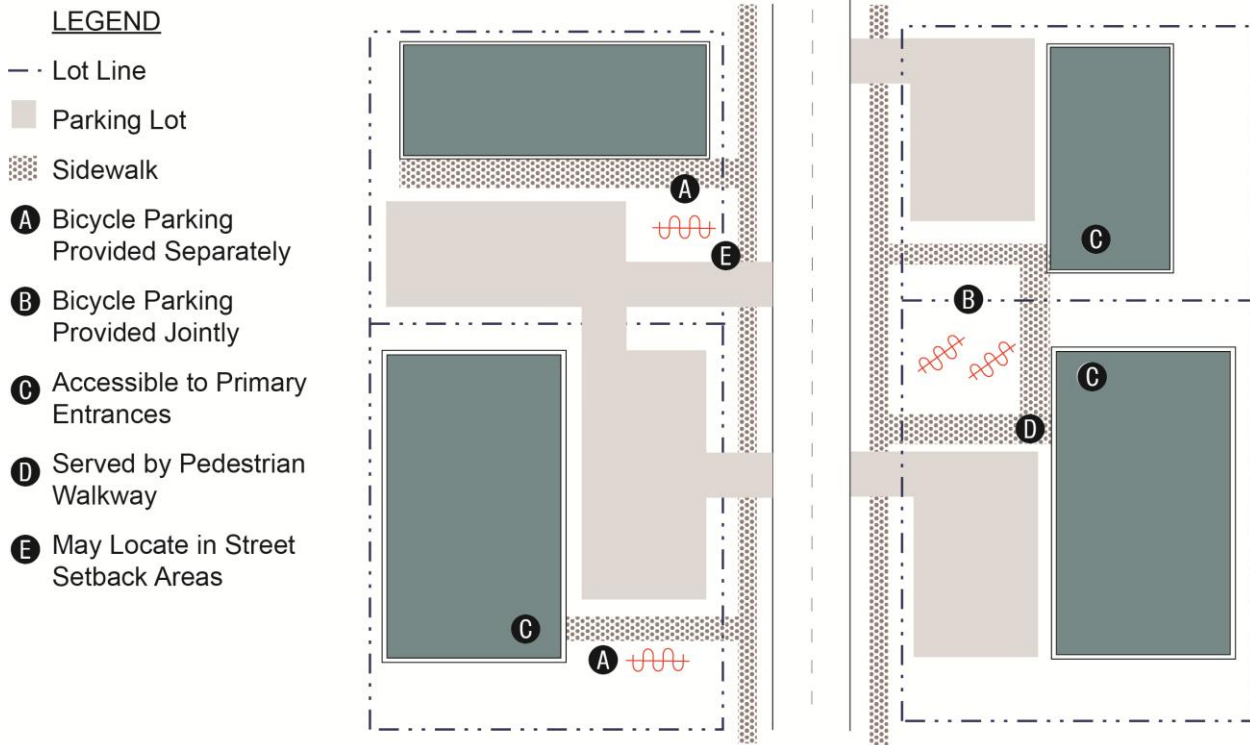 LEGEND
Lot Line
Parking Lot
Sidewalk
A Bicycle Parking
Provided Separately
B Bicycle Parking
Provided Jointly
C Accessible to Primary
Entrances
D Served by Pedestrian
Walkway
E May Locate in Street
Setback Areas
A
E
C
A
C
B
C
D